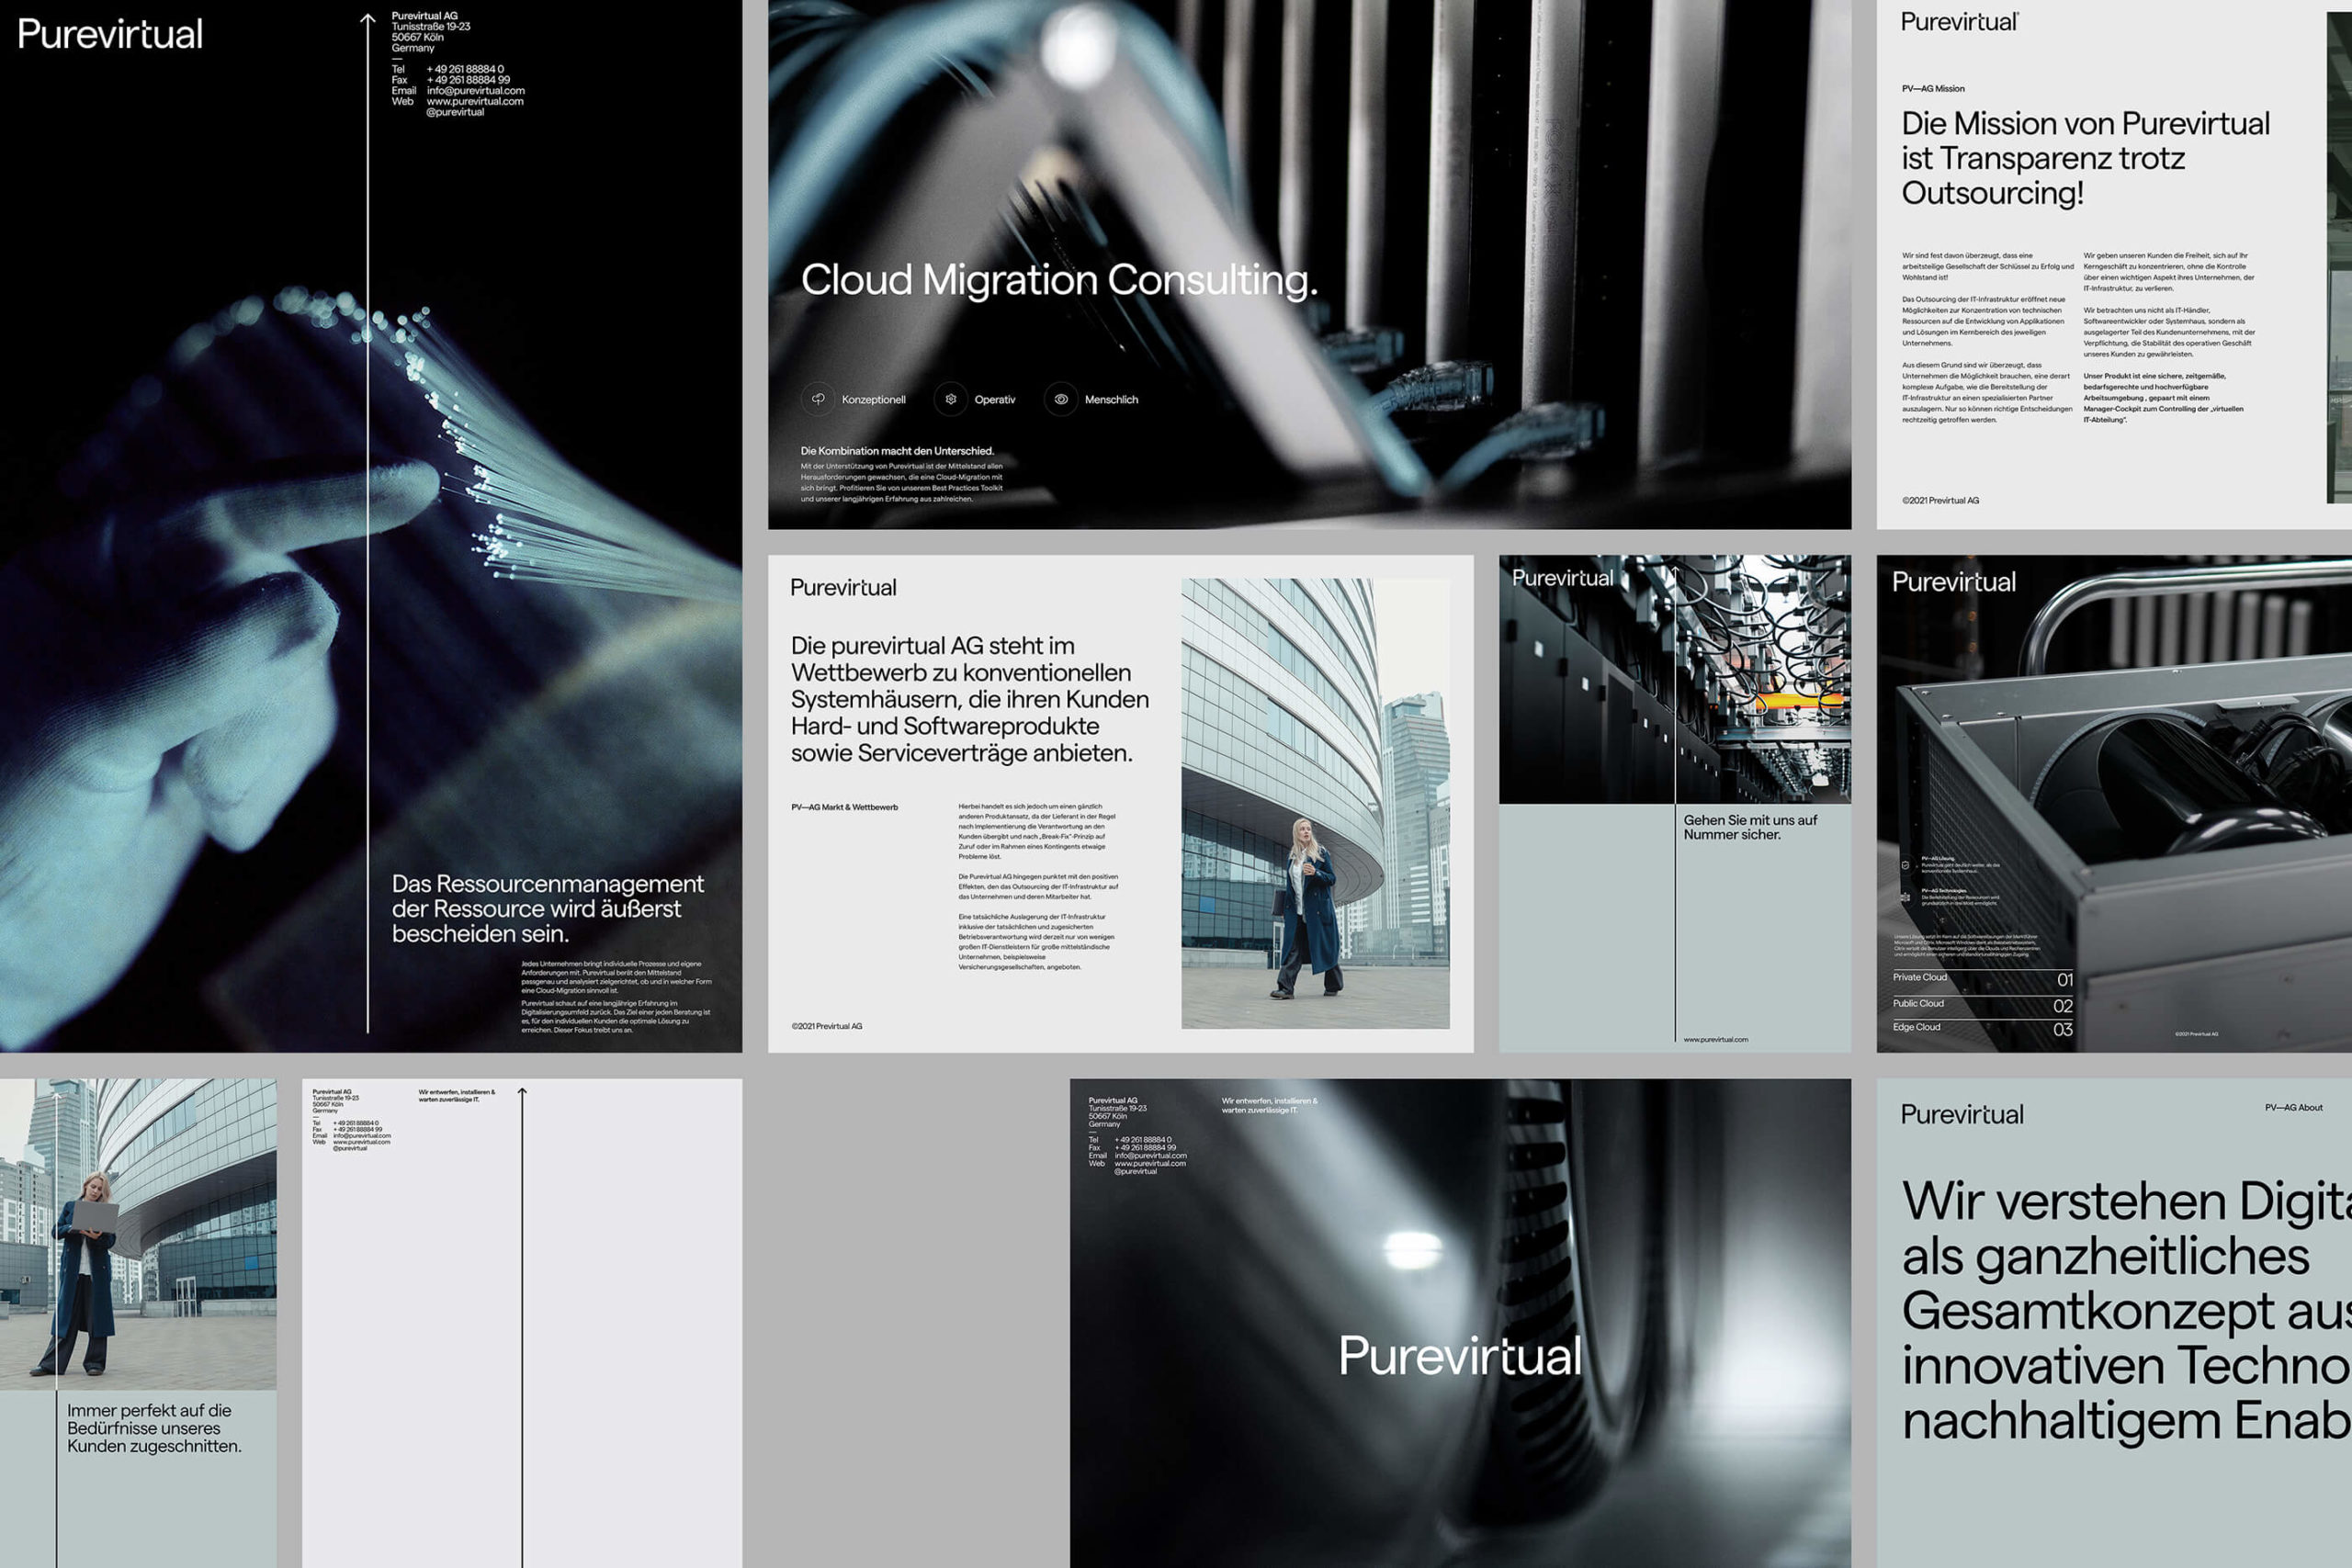 Purevirtual
Purevirtual AG
Tunisstraße 19-23
50667 Köln
Germany
—
Tel + 49 261 88884 0
Fax + 49 261 88884 99
Email info@purevirtual.com
Web www.purevirtual.com
@purevirtual
Das Ressourcenmanagement
der Ressource wird äußerst
bescheiden sein.
Jedes Unternehmen bringt individuelle Prozesse und eigene
Anforderungen mit. Purevirtual berät den Mittelstand
passgenau und analysiert zielgerichtet, ob und in welcher Form
eine Cloud-Migration sinnvoll ist.
Purevirtual schaut auf eine langjährige Erfahrung im
Digitalisierungsumfeld zurück. Das Ziel einer jeden Beratung ist
es, für den individuellen Kunden die optimale Lösung zu
erreichen. Dieser Fokus treibt uns an.
Cloud Migration Consulting.
Konzeptionell
Operativ
Menschlich
Die Kombination macht den Unterschied.
Mit der Unterstützung von Purevirtual ist der Mittelstand allen
Herausforderungen gewachsen, die eine Cloud-Migration mit
sich bringt. Profitieren Sie von unserem Best Practices Toolkit
und unserer langjährigen Erfahrung aus zahlreichen.
Purevirtual
PV—AG Mission
Die Mission von Purevirtual
ist Transparenz trotz
Outsourcing!
Wir sind fest davon überzeugt, dass eine
arbeitsteilige Gesellschaft der Schlüssel zu Erfolg und
Wohlstand ist!
Das Outsourcing der IT-Infrastruktur eröffnet neue
Möglichkeiten zur Konzentration von technischen
Ressourcen auf die Entwicklung von Applikationen
und Lösungen im Kernbereich des jeweiligen
Unternehmens.
Aus diesem Grund sind wir überzeugt, dass
Unternehmen die Möglichkeit brauchen, eine derart
komplexe Aufgabe, wie die Bereitstellung der
IT-Infrastruktur an einen spezialisierten Partner
auszulagern. Nur so können richtige Entscheidungen
rechtzeitig getroffen werden.
Wir geben unseren Kunden die Freiheit, sich auf ihr
Kerngeschäft zu konzentrieren, ohne die Kontrolle
über einen wichtigen Aspekt ihres Unternehmen, der
IT-Infrastruktur, zu verlieren.
Wir betrachten uns nicht als IT-Händler,
Softwareentwickler oder Systemhaus, sondern als
ausgelagerter Teil des Kundenunternehmens, mit der
Verpflichtung, die Stabilität des operativen Geschäft
unseres Kunden zu gewährleisten.
Unser Produkt ist eine sichere, zeitgemäße,
bedarfsgerechte und hochverfügbare
Arbeitsumgebung , gepaart mit einem
Manager-Cockpit zum Controlling der „virtuellen
IT-Abteilung“.
©2021 Previrtual AG
Purevirtual
Die purevirtual AG steht im
Wettbewerb zu konventionellen
Systemhäusern, die ihren Kunden
Hard- und Softwareprodukte
sowie Serviceverträge anbieten.
PV—AG Markt & Wettbewerb
Hierbei handelt es sich jedoch um einen gänzlich
anderen Produktansatz, da der Lieferant in der Regel
nach Implementierung die Verantwortung an den
Kunden übergibt und nach „Break-Fix“-Prinzip auf
Zuruf oder im Rahmen eines Kontingents etwaige
Probleme löst.
Die Purevirtual AG hingegen punktet mit den positiven
Effekten, den das Outsourcing der IT-Infrastruktur auf
das Unternehmen und deren Mitarbeiter hat.
Eine tatsächliche Auslagerung der IT-Infrastruktur
inklusive der tatsächlichen und zugesicherten
Betriebsverantwortung wird derzeit nur von wenigen
großen IT-Dienstleistern für große mittelständische
Unternehmen, beispielsweise
Versicherungsgesellschaften, angeboten.
©2021 Previrtual AG
Purevirtual
Gehen Sie mit uns auf
Nummer sicher.
www.purevirtual.com
Purevirtual
PV—AG Lösung
PV—AG Technologies
Private Cloud 01
Public Cloud 02
Edge Cloud 03
©2021 Previrtual AG
Immer perfekt auf die
Bedürfnisse unseres
Kunden zugeschnitten.
Purevirtual AG
Tunisstraße 19-23
50667 Köln
Germany
—
Tel + 49 261 88884 0
Fax + 49 261 88884 99
Email info@purevirtual.com
Web www.purevirtual.com
@purevirtual
Wir entwerfen, installieren &
warten zuverlässige IT.
Purevirtual AG
Tunisstraße 19-23
50667 Köln
Germany
—
Tel + 49 261 88884 0
Fax + 49 261 88884 99
Email info@purevirtual.com
Web www.purevirtual.com
@purevirtual
Wir entwerfen, installieren &
warten zuverlässige IT.
Purevirtual
Purevirtual
PV—AG About
Wir verstehen Digita
als ganzheitliches
Gesamtkonzept aus
innovativen Techno
nachhaltigem Enab